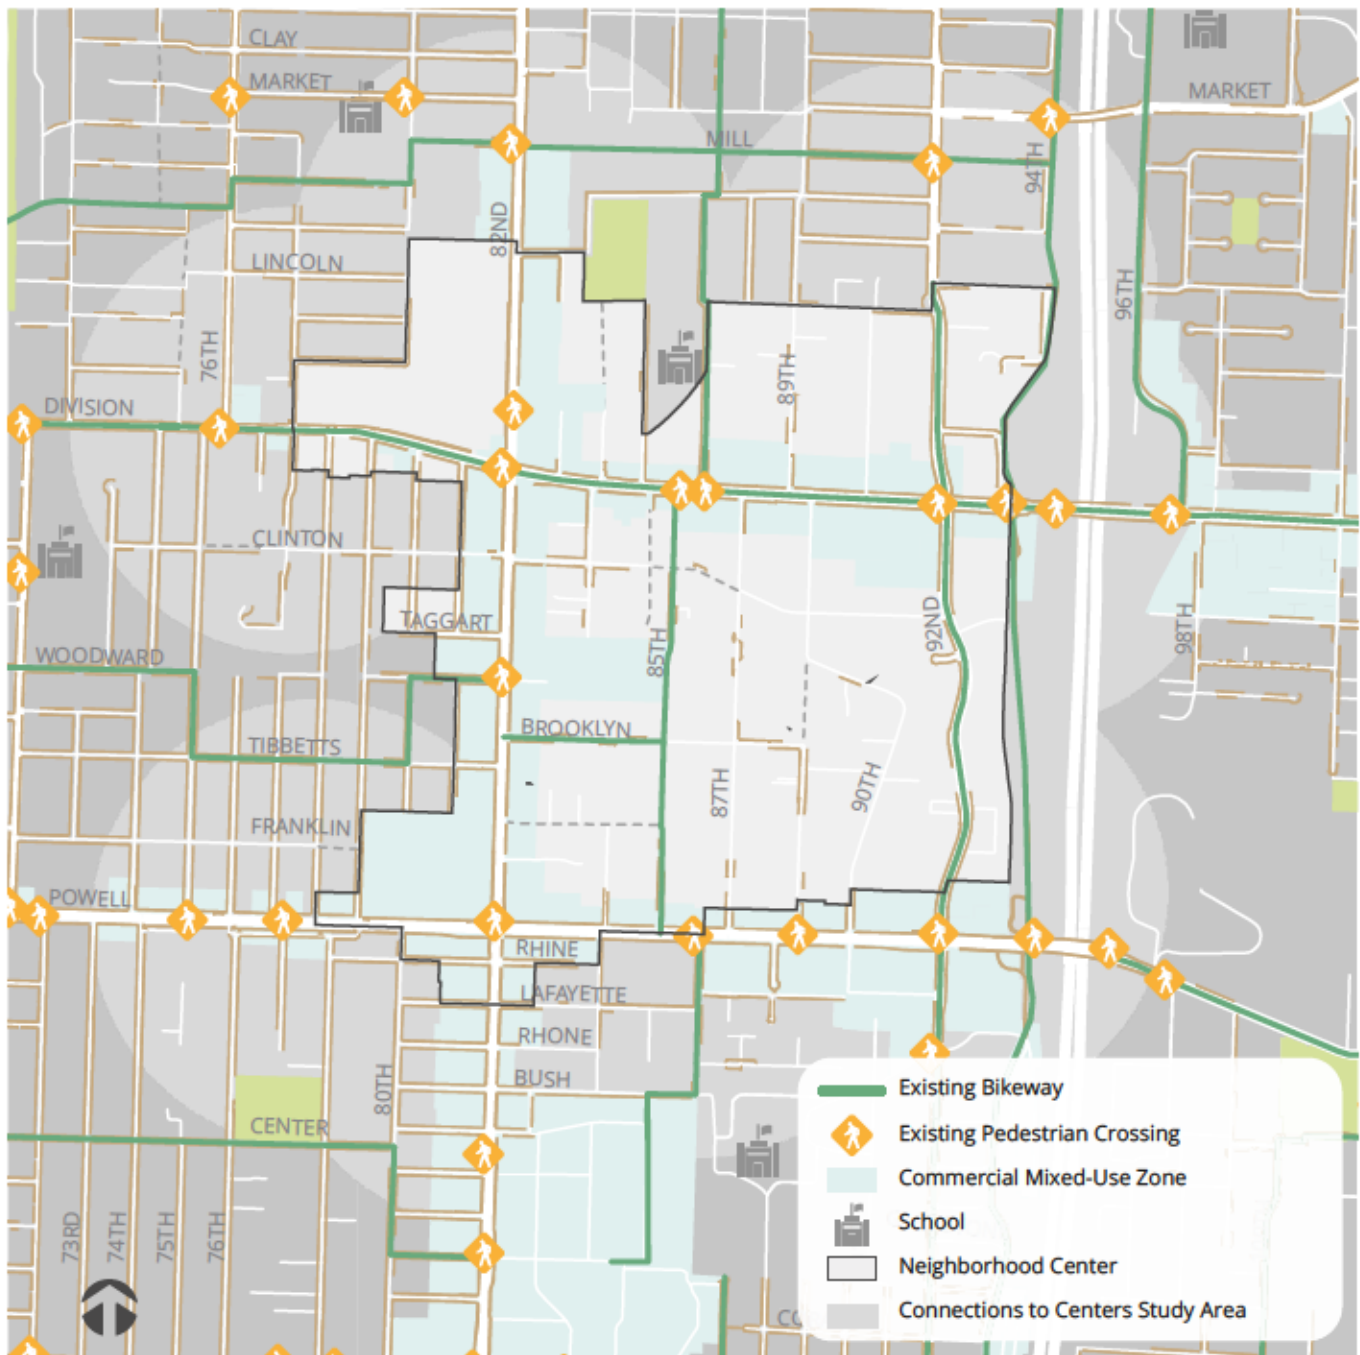 CLAY
MARKET
MARKET
MILL
94TH
82ND
LINCOLN
96TH
76TH
89TH
DIVISION
CLINTON
TAGGART
92ND
98TH
85TH
WOODWARD
BROOKLYN
TIBBETTS
87TH
90TH
FRANKLIN
POWELL
RHINE
LAFAYETTE
RHONE
BUSH
80TH
CENTER
73RD
74TH
75TH
76TH
Existing Bikeway
Existing Pedestrian Crossing
Commercial Mixed-Use Zone
School
Neighborhood Center
Connections to Centers Study Area